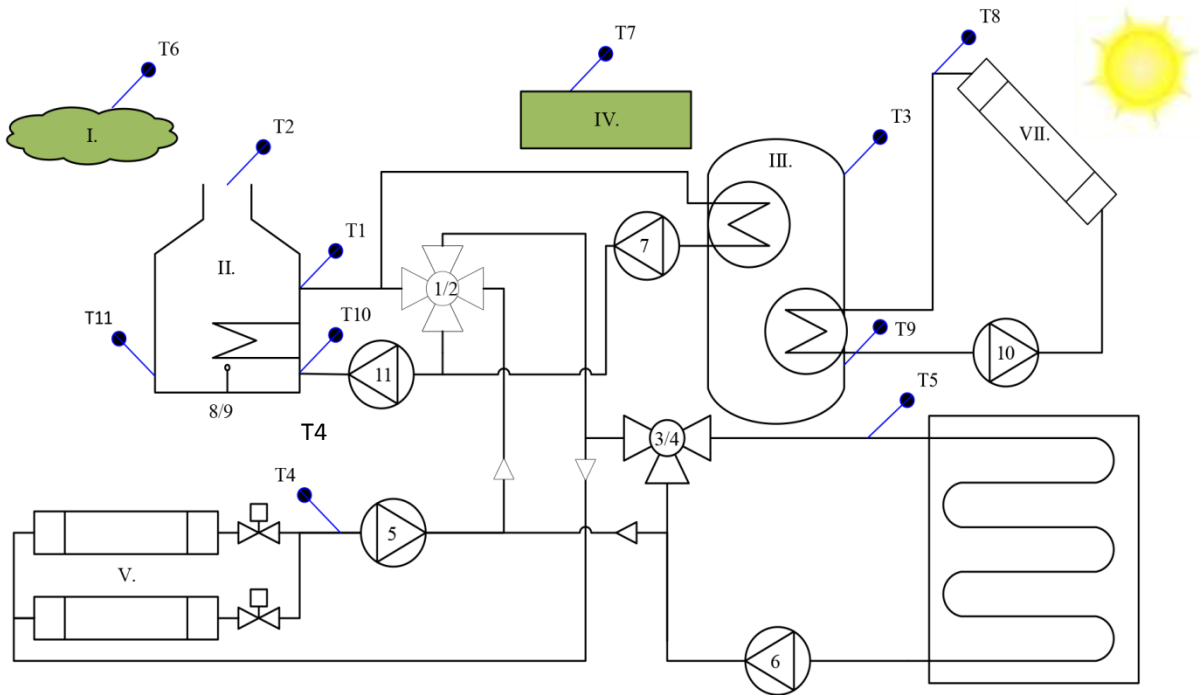 T6
T7
T8
I.
T2
IV.
III.
T3
VII.
II.
T1
7
1/2
T11
T10
T9
11
10
8/9
T4
T5
3/4
T4
5
V.
6